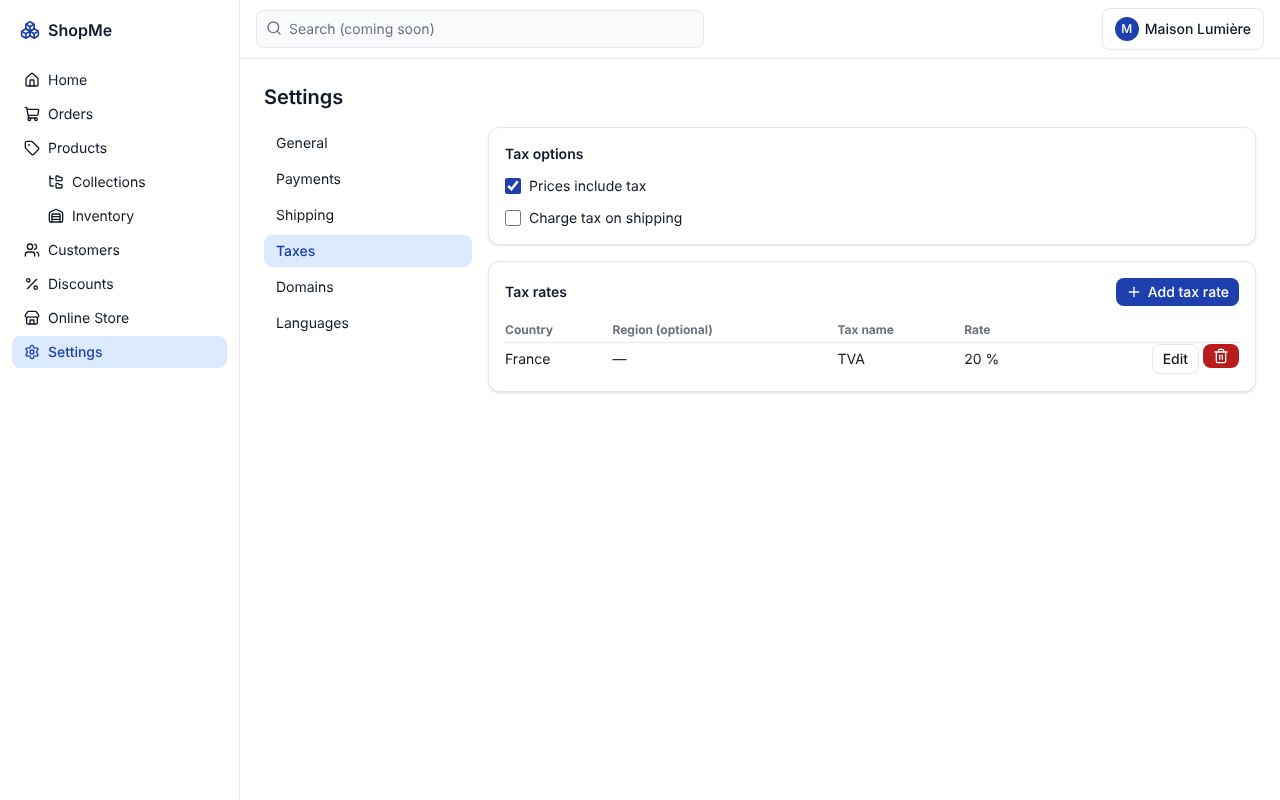 ShopMe
Search (coming soon)
M Maison Lumière
Home
Orders
Products
Collections
Inventory
Customers
Discounts
Online Store
Settings
Settings
General
Payments
Shipping
Taxes
Domains
Languages
Tax options
Prices include tax
Charge tax on shipping
Tax rates
Add tax rate
Country Region (optional) Tax name Rate
France — TVA 20 % Edit